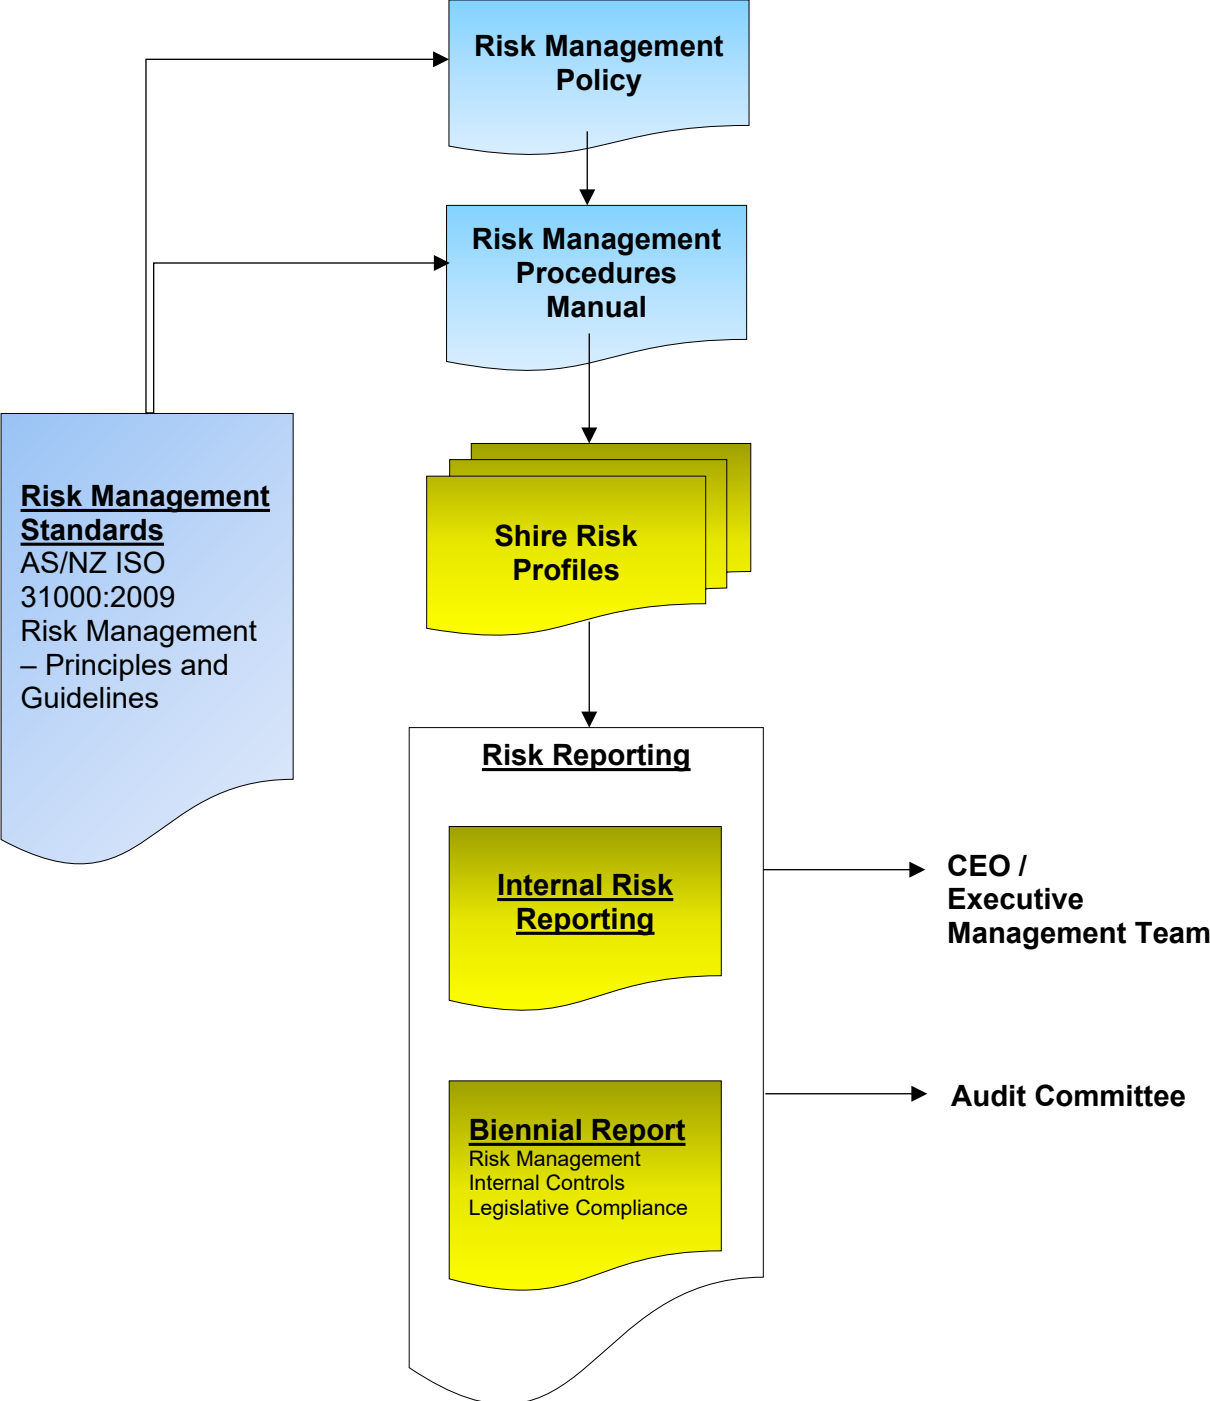 Risk Management
Policy
Risk Management
Procedures
Manual
Risk Management
Standards
AS/NZ ISO
31000:2009
Risk Management
– Principles and
Guidelines
Shire Risk
Profiles
Risk Reporting
Internal Risk
Reporting
CEO /
Executive
Management Team
Biennial Report
Risk Management
Internal Controls
Legislative Compliance
Audit Committee